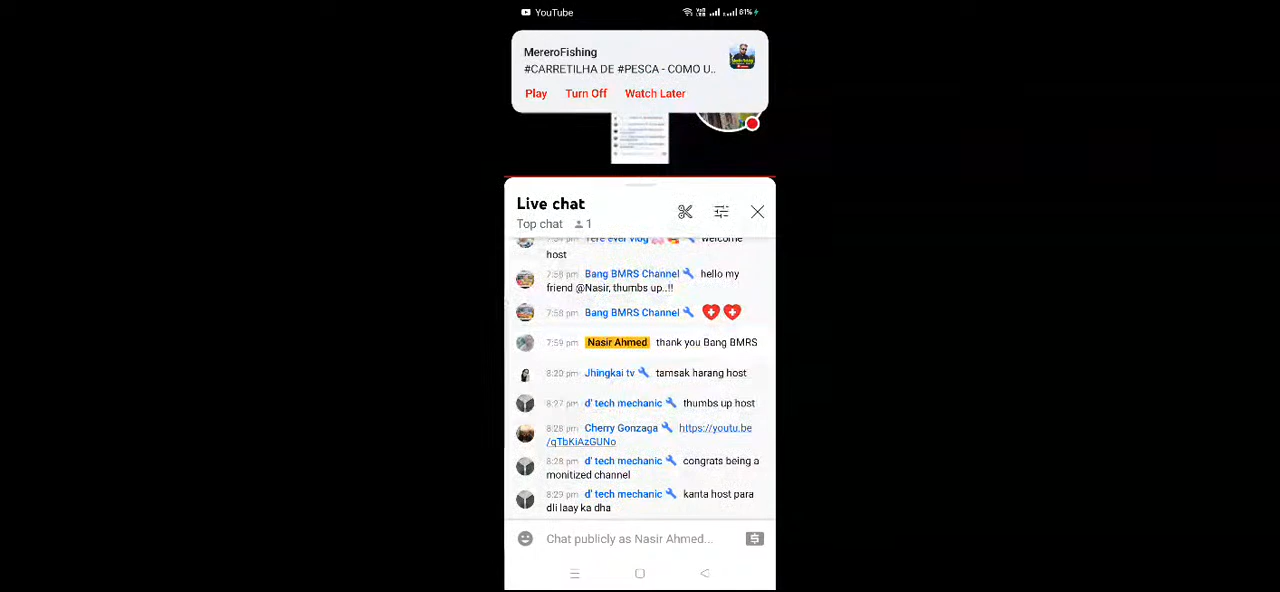 YouTube
81%
MereroFishing
#CARRETILHA DE #PESCA - COMO U..
Play Turn Off Watch Later
Live chat
Top chat 1
welcome
host
7:58 pm Bang BMRS Channel hello my
friend @Nasir, thumbs up..!!
7:58 pm Bang BMRS Channel
7:59 pm Nasir Ahmed thank you Bang BMRS
8:20 pm Jhingkai tv tamsak harang host
8:27 pm d' tech mechanic thumbs up host
8:28 pm Cherry Gonzaga https://youtu.be
/qTbKiAzGUNo
8:28 pm d' tech mechanic congrats being a
monitized channel
8:29 pm d' tech mechanic kanta host para
dli laay ka dha
Chat publicly as Nasir Ahmed...